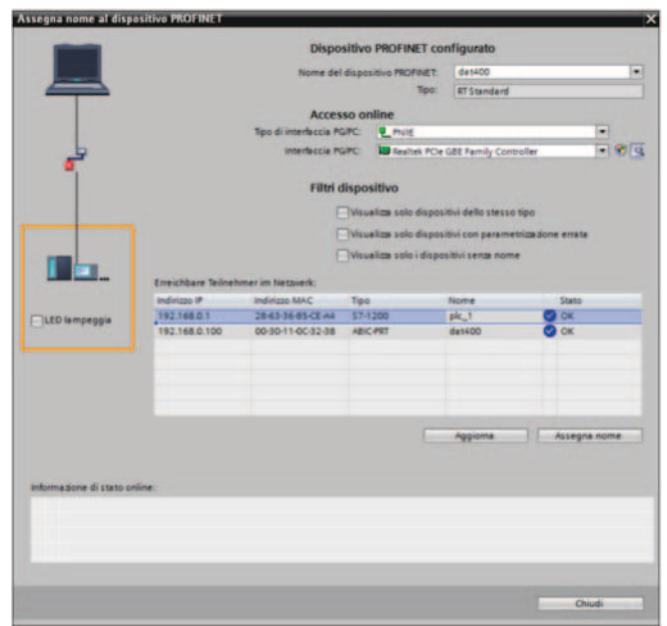 Assegna nome al dispositivo PROFINET
Dispositivo PROFINET configurato
Nome del dispositivo PROFINET: dat400
Tipo: RT Standard
Accesso online
Tipo di interfaccia PG/PC: PN/IE
Interfaccia PG/PC: Realtek PCIe GBE Family Controller
Filtri dispositivo
Visualizza solo dispositivi dello stesso tipo
Visualizza solo dispositivi con parametrizzazione errata
Visualizza solo i dispositivi senza nome
Erreichbare Teilnehmer im Netzwerk:
Indirizzo IP Indirizzo MAC Tipo Nome Stato
192.168.0.1 28-63-36-85-CE-A4 S7-1200 plc_1 OK
192.168.0.100 00-30-11-0C-32-3B ABIC-PRT dat400 OK
LED lampeggia
Aggiorna Assegna nome
Informazione di stato online:
Chiudi